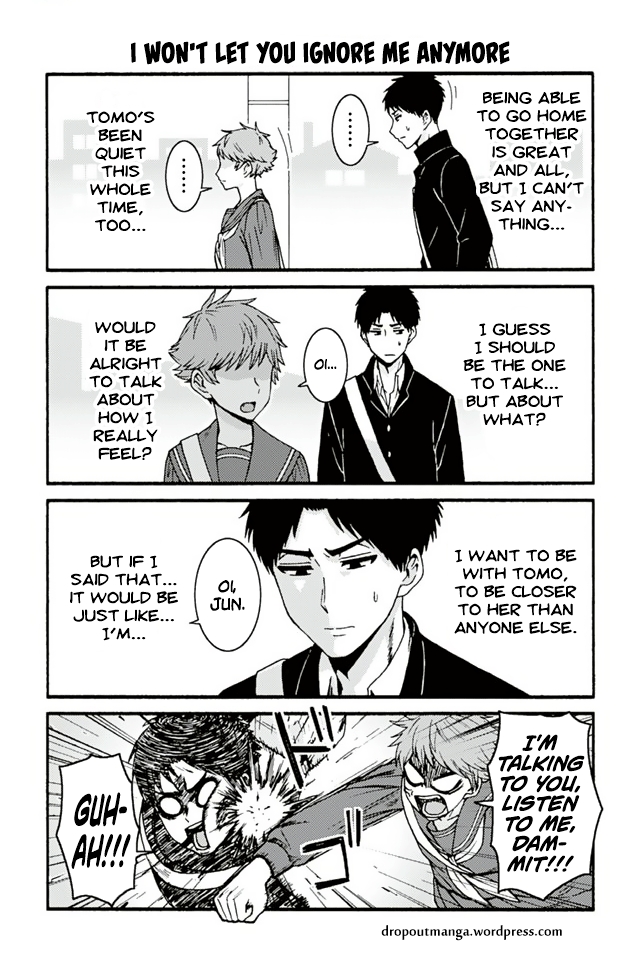 I WON'T LET YOU IGNORE ME ANYMORE
BEING ABLE
TO GO HOME
TOGETHER
IS GREAT
AND ALL,
BUT I CAN'T
SAY ANY-
THING...
......
......
TOMO'S
BEEN
QUIET
THIS
WHOLE
TIME,
TOO...
I GUESS
I SHOULD
BE THE ONE
TO TALK...
BUT ABOUT
WHAT?
OI...
WOULD
IT BE
ALRIGHT
TO TALK
ABOUT
HOW I
REALLY
FEEL?
I WANT TO BE
WITH TOMO,
TO BE CLOSER
TO HER THAN
ANYONE ELSE.
OI,
JUN.
BUT IF I
SAID THAT...
IT WOULD BE
JUST LIKE...
I'M...
I'M
TALKING
TO YOU,
LISTEN
TO ME,
DAM-
MIT!!!
ドゴ
GUH-
AH!!!
dropoutmanga.wordpress.com